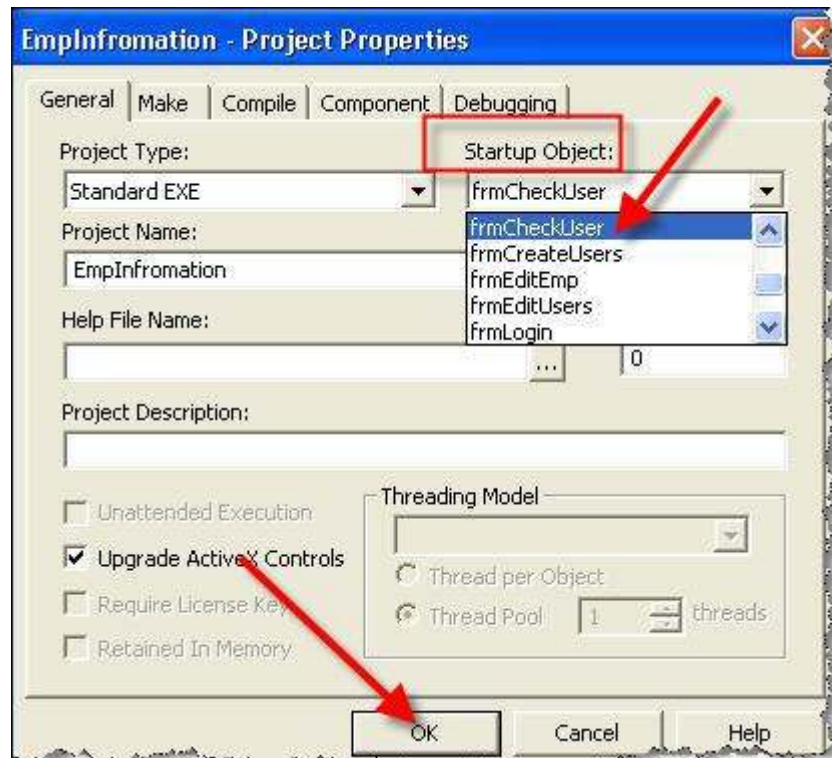 EmpInfromation - Project Properties
General Make Compile Component Debugging
Project Type: Startup Object:
Standard EXE frmCheckUser
Project Name: frmCheckUser
frmCreateUsers
EmpInfromation frmEditEmp
frmEditUsers
Help File Name: frmLogin
... 0
Project Description:
Unattended Execution Threading Model
Upgrade ActiveX Controls
Thread per Object
Require License Key Thread Pool 1 threads
Retained In Memory
OK Cancel Help